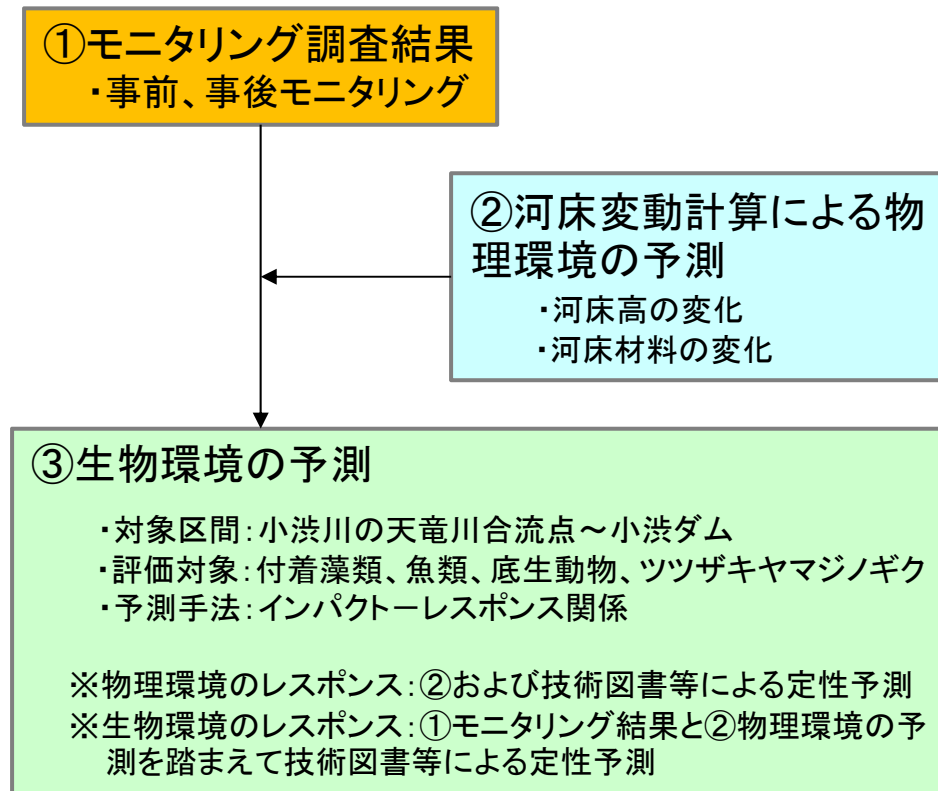 ①モニタリング調査結果
・事前、事後モニタリング
②河床変動計算による物
理環境の予測
・河床高の変化
・河床材料の変化
③生物環境の予測
・対象区間:小渋川の天竜川合流点～小渋ダム
・評価対象:付着藻類、魚類、底生動物、ツツザキヤマジノギク
・予測手法:インパクトーレスポンス関係
※物理環境のレスポンス:②および技術図書等による定性予測
※生物環境のレスポンス:①モニタリング結果と②物理環境の予
測を踏まえて技術図書等による定性予測